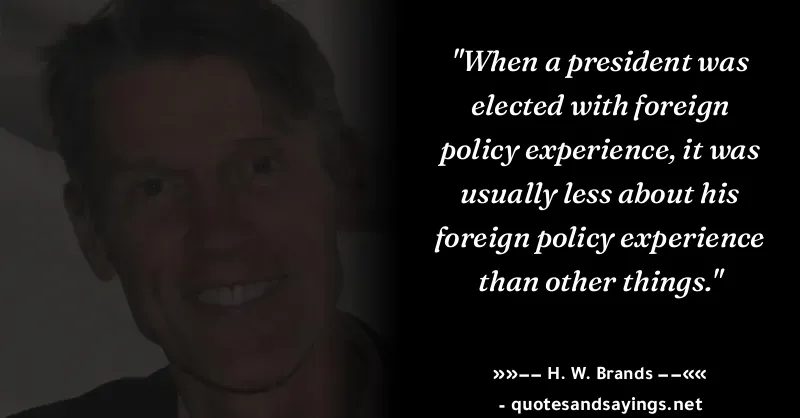 "When a president was
elected with foreign
policy experience, it was
usually less about his
foreign policy experience
than other things."
»»—— H. W. Brands ——««
- quotesandsayings.net